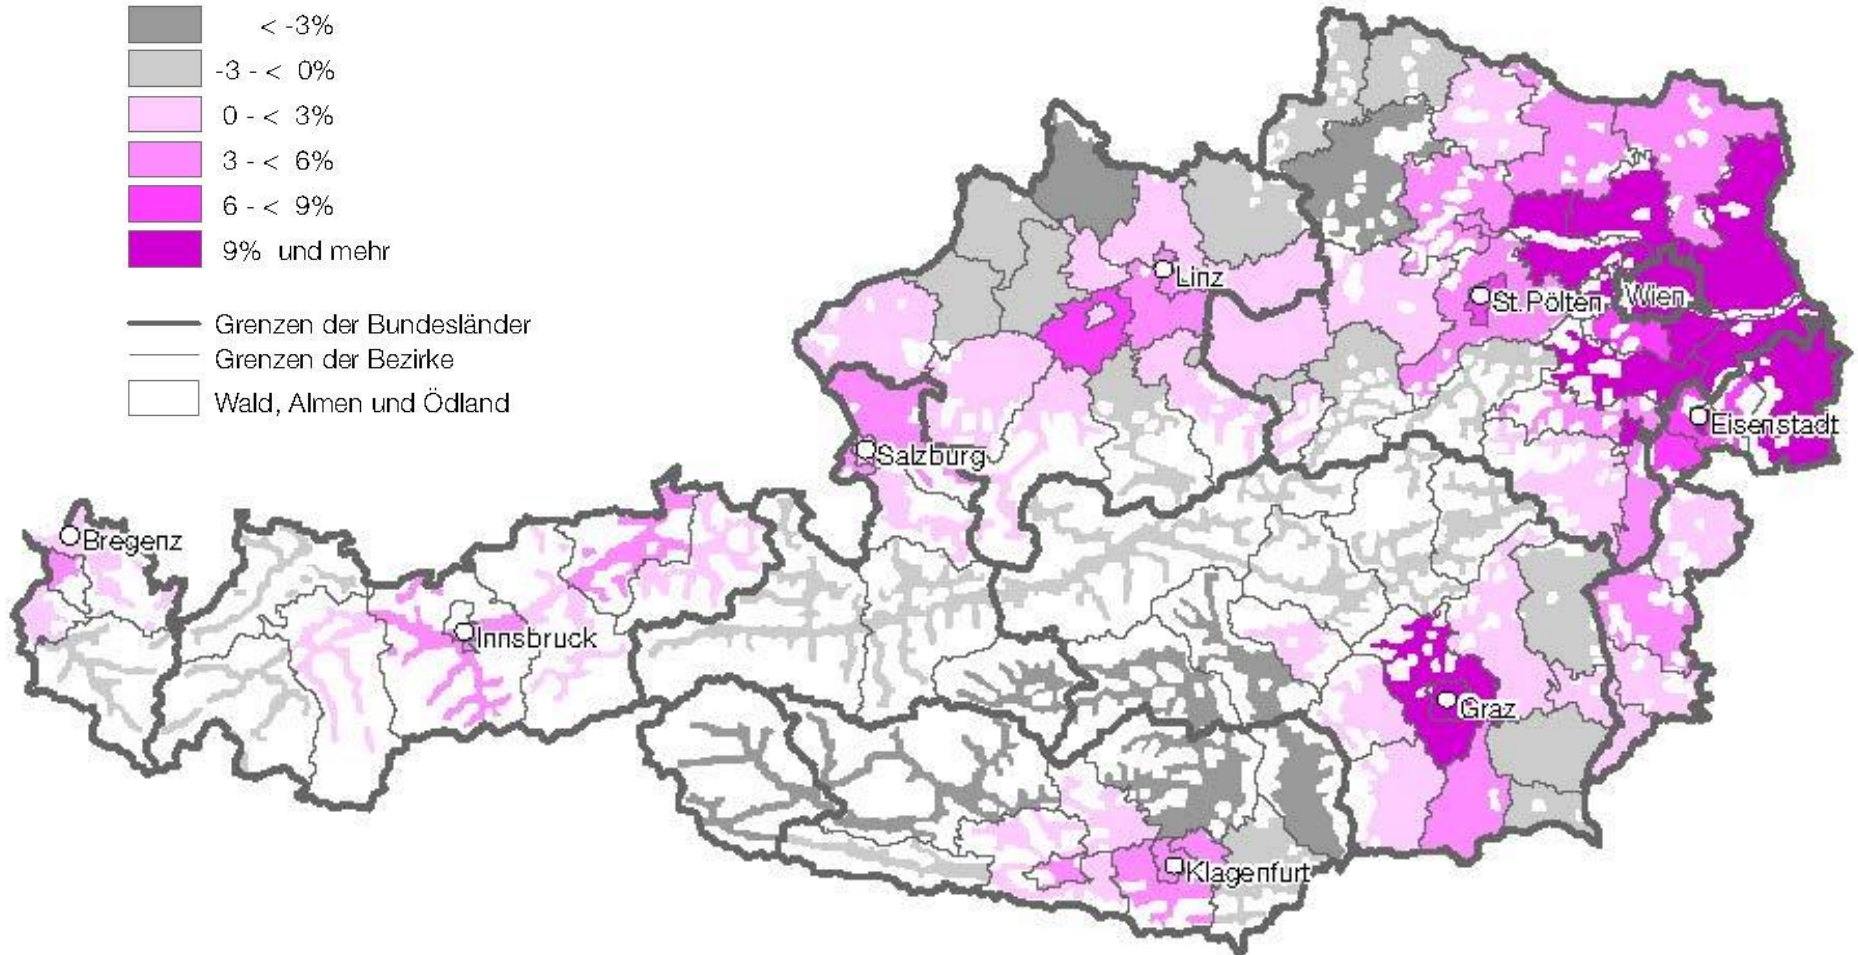 < -3%
-3 - < 0%
0 - < 3%
3 - < 6%
6 - < 9%
9% und mehr
Grenzen der Bundesländer
Grenzen der Bezirke
Wald, Almen und Ödland
Linz
St.Pölten
Wien
Eisenstadt
Salzburg
Bregenz
Innsbruck
Graz
Klagenfurt